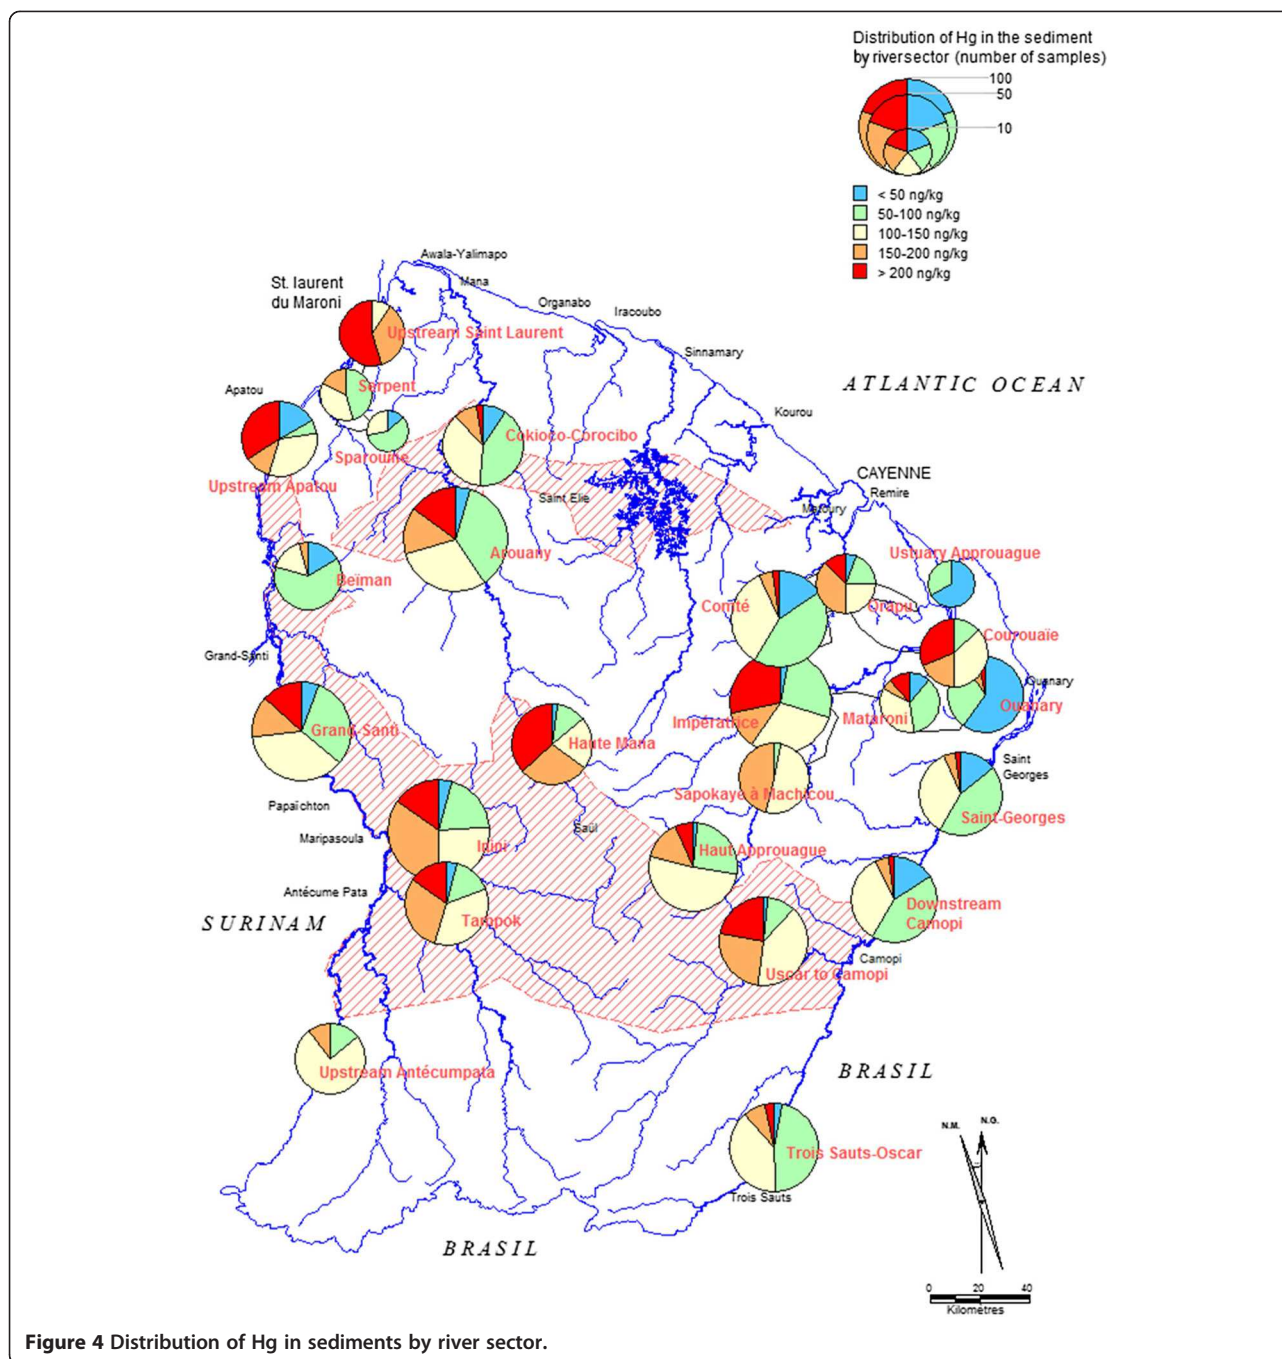 Distribution of Hg in the sediment
by riversector (number of samples)
100
50
10
< 50 ng/kg
50-100 ng/kg
100-150 ng/kg
150-200 ng/kg
> 200 ng/kg
Awala-Yalimapo
Mana
St. laurent
du Maroni
Organabo
Iracoubo
Upstream Saint Laurent
Sinnamary
ATLANTIC OCEAN
Serpent
Apatou
Kourou
Cokioco-Corocibo
Sparouine
CAYENNE
Upstream Apatou
Remire
Saint Elie
Matoury
Arouany
Ustuary Approuague
Beïman
Comté
Orapu
Courouaïe
Grand-Santi
Ouanary
Ouanary
Mataroni
Imperatrice
Grand-Santi
Haute Mana
Saint
Georges
Sapokaye à Machicou
Papaïchton
Saint-Georges
Saül
Maripasoula
Inini
Haut Approuague
Antécume Pata
Downstream
Camopi
SURINAM
Tampok
Camopi
Uscar to Camopi
Upstream Antécumpata
BRASIL
N.M.
N.G.
Trois Sauts-Oscar
Trois Sauts
BRASIL
0 20 40
Kilometres
Figure 4 Distribution of Hg in sediments by river sector.